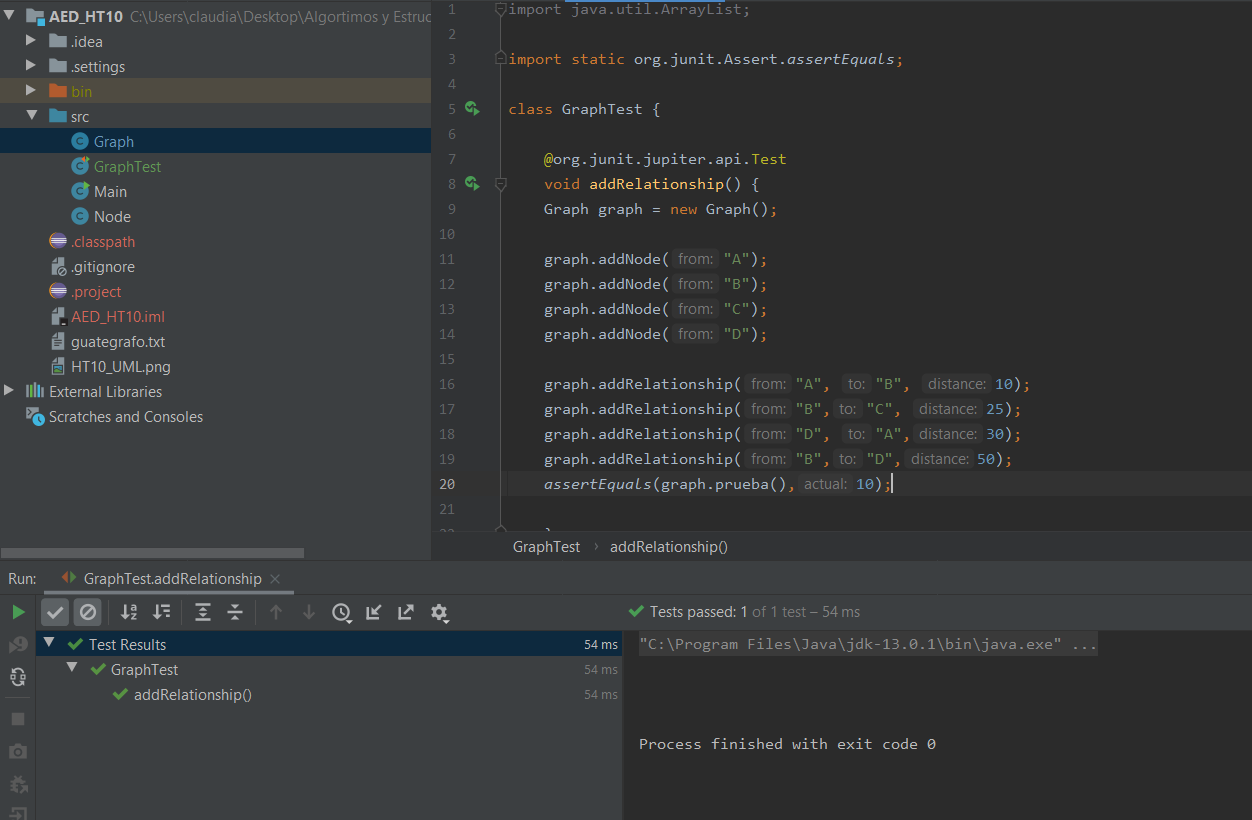 AED_HT10 C:\Users\claudia\Desktop\Algortimos y Estruc
.idea
.settings
bin
src
Graph
GraphTest
Main
Node
.classpath
.gitignore
.project
AED_HT10.iml
guategrafo.txt
HT10_UML.png
External Libraries
Scratches and Consoles
1 import java.util.ArrayList;
2
3 import static org.junit.Assert.assertEquals;
4
5 class GraphTest {
6
7 @org.junit.jupiter.api.Test
8 void addRelationship() {
9 Graph graph = new Graph();
10
11 graph.addNode( from: "A");
12 graph.addNode( from: "B");
13 graph.addNode( from: "C");
14 graph.addNode( from: "D");
15
16 graph.addRelationship( from: "A", to: "B", distance: 10);
17 graph.addRelationship( from: "B", to: "C", distance: 25);
18 graph.addRelationship( from: "D", to: "A", distance: 30);
19 graph.addRelationship( from: "B", to: "D", distance: 50);
20 assertEquals(graph.prueba(), actual: 10);
21
GraphTest › addRelationship()
Run: GraphTest.addRelationship
Tests passed: 1 of 1 test – 54 ms
Test Results 54 ms
GraphTest 54 ms
addRelationship() 54 ms
"C:\Program Files\Java\jdk-13.0.1\bin\java.exe" ...
Process finished with exit code 0